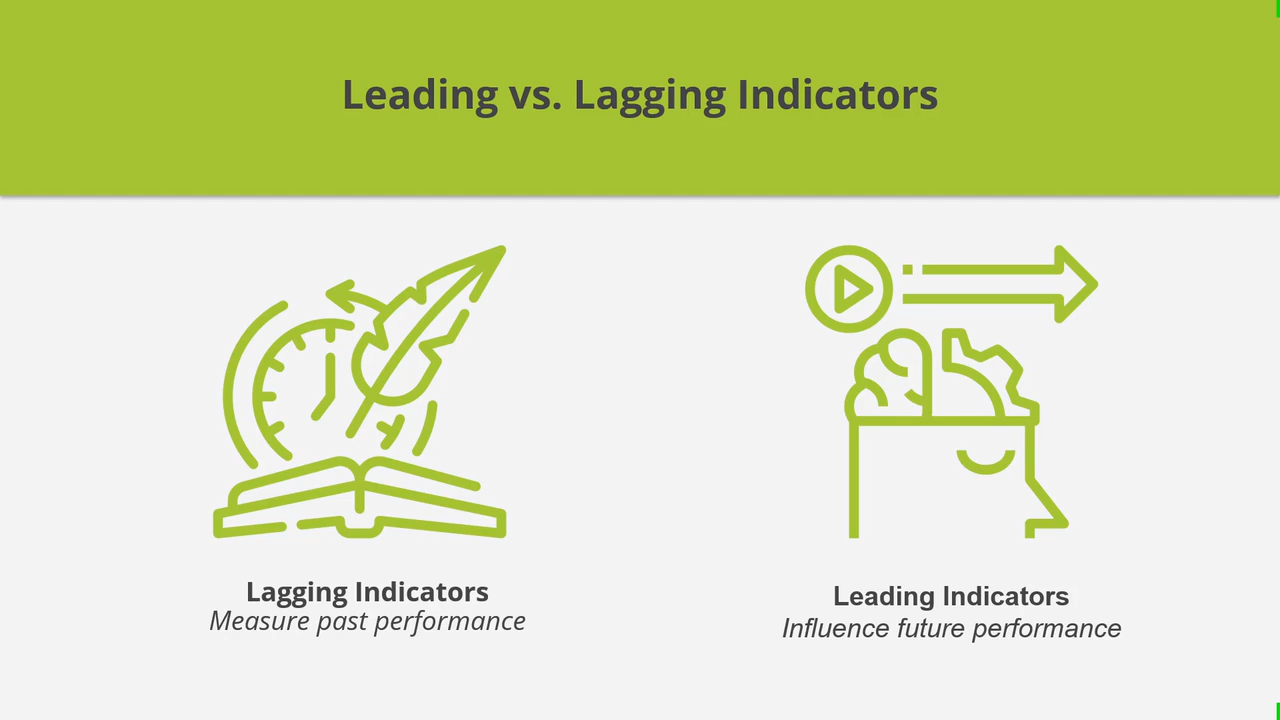 Leading vs. Lagging Indicators
Lagging Indicators
Measure past performance
Leading Indicators
Influence future performance